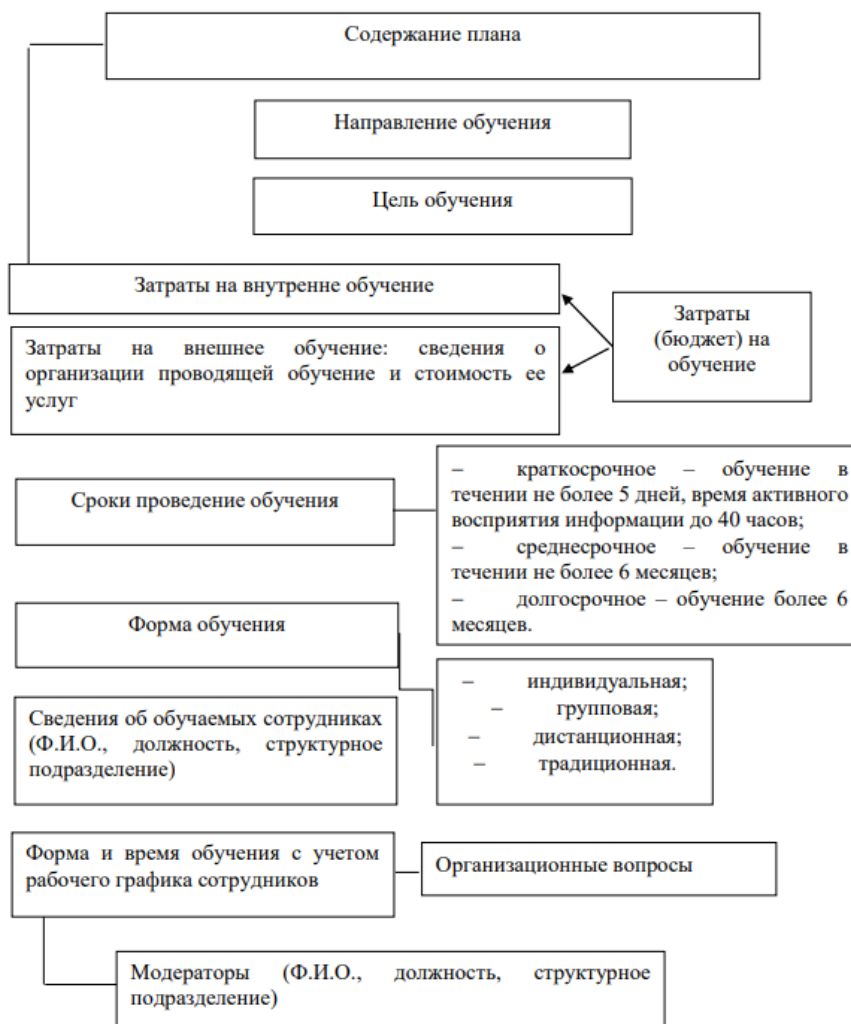 Содержание плана
Направление обучения
Цель обучения
Затраты на внутренне обучение
Затраты на внешнее обучение: сведения о
организации проводящей обучение и стоимость ее
услуг
Затраты
(бюджет) на
обучение
Сроки проведение обучения
– краткосрочное – обучение в
течении не более 5 дней, время активного
восприятия информации до 40 часов;
– среднесрочное – обучение в
течении не более 6 месяцев;
– долгосрочное – обучение более 6
месяцев.
Форма обучения
– индивидуальная;
– групповая;
– дистанционная;
– традиционная.
Сведения об обучаемых сотрудниках
(Ф.И.О., должность, структурное
подразделение)
Форма и время обучения с учетом
рабочего графика сотрудников
Организационные вопросы
Модераторы (Ф.И.О., должность, структурное
подразделение)